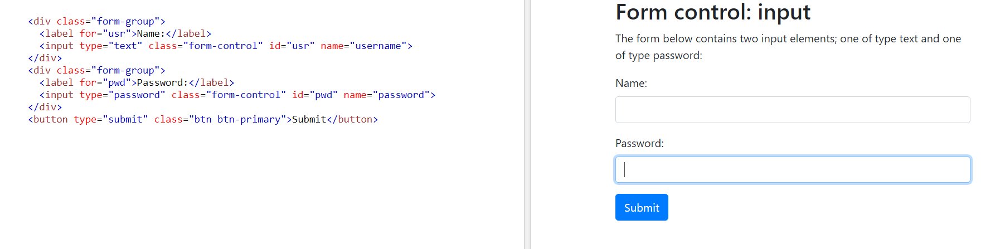 <div class="form-group">
  <label for="usr">Name:</label>
  <input type="text" class="form-control" id="usr" name="username">
</div>
<div class="form-group">
  <label for="pwd">Password:</label>
  <input type="password" class="form-control" id="pwd" name="password">
</div>
<button type="submit" class="btn btn-primary">Submit</button>
Form control: input
The form below contains two input elements; one of type text and one
of type password:
Name:
Password:
Submit